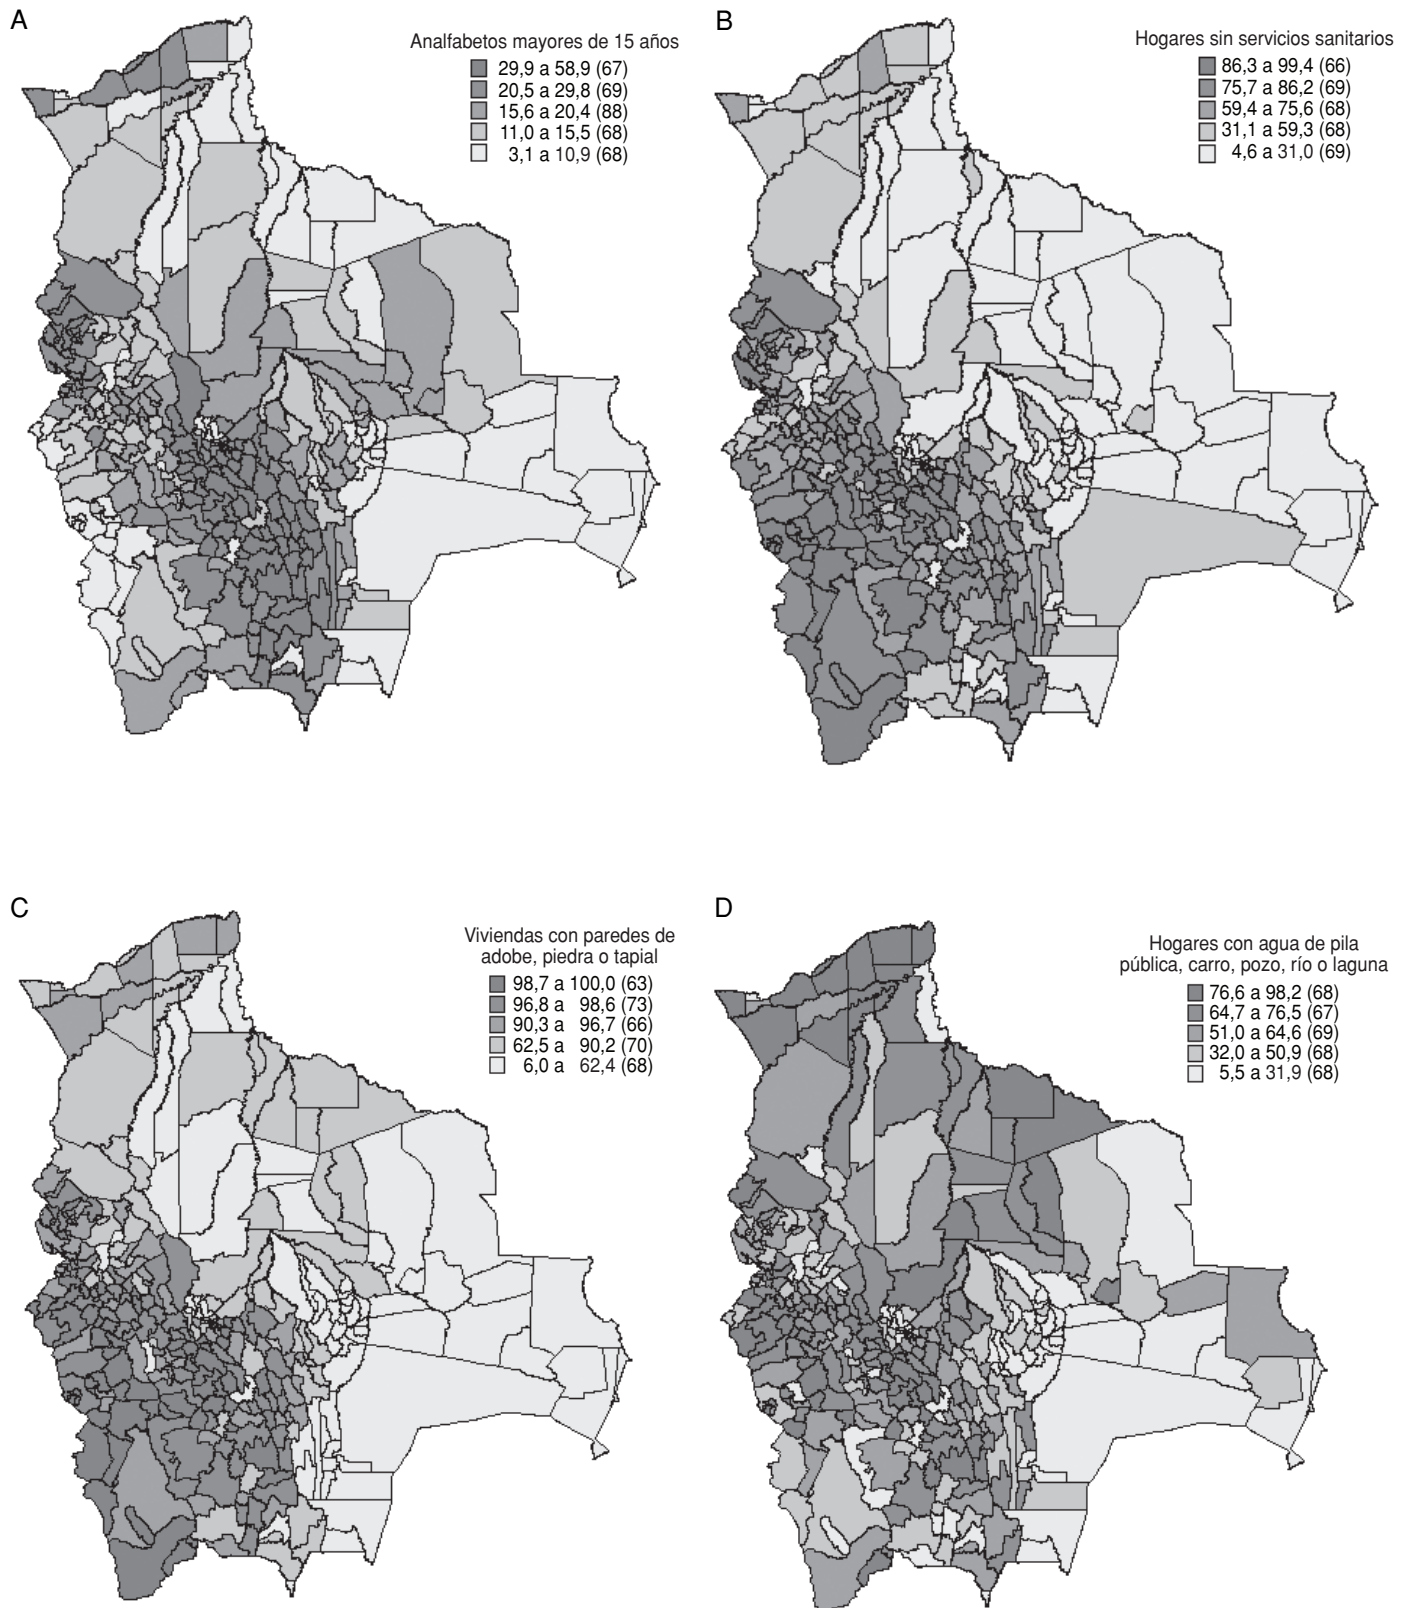 A
Analfabetos mayores de 15 años
29,9 a 58,9 (67)
20,5 a 29,8 (69)
15,6 a 20,4 (88)
11,0 a 15,5 (68)
3,1 a 10,9 (68)
B
Hogares sin servicios sanitarios
86,3 a 99,4 (66)
75,7 a 86,2 (69)
59,4 a 75,6 (68)
31,1 a 59,3 (68)
4,6 a 31,0 (69)
C
Viviendas con paredes de
adobe, piedra o tapial
98,7 a 100,0 (63)
96,8 a 98,6 (73)
90,3 a 96,7 (66)
62,5 a 90,2 (70)
6,0 a 62,4 (68)
D
Hogares con agua de pila
pública, carro, pozo, río o laguna
76,6 a 98,2 (68)
64,7 a 76,5 (67)
51,0 a 64,6 (69)
32,0 a 50,9 (68)
5,5 a 31,9 (68)